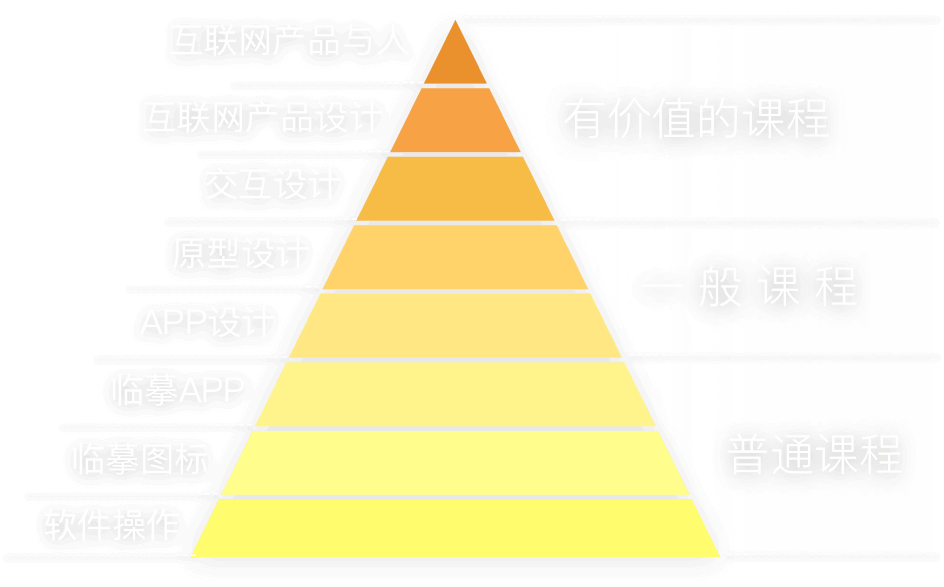 互联网产品与人
互联网产品设计
有价值的课程
交互设计
原型设计
一般课程
APP设计
临摹APP
普通课程
临摹图标
软件操作